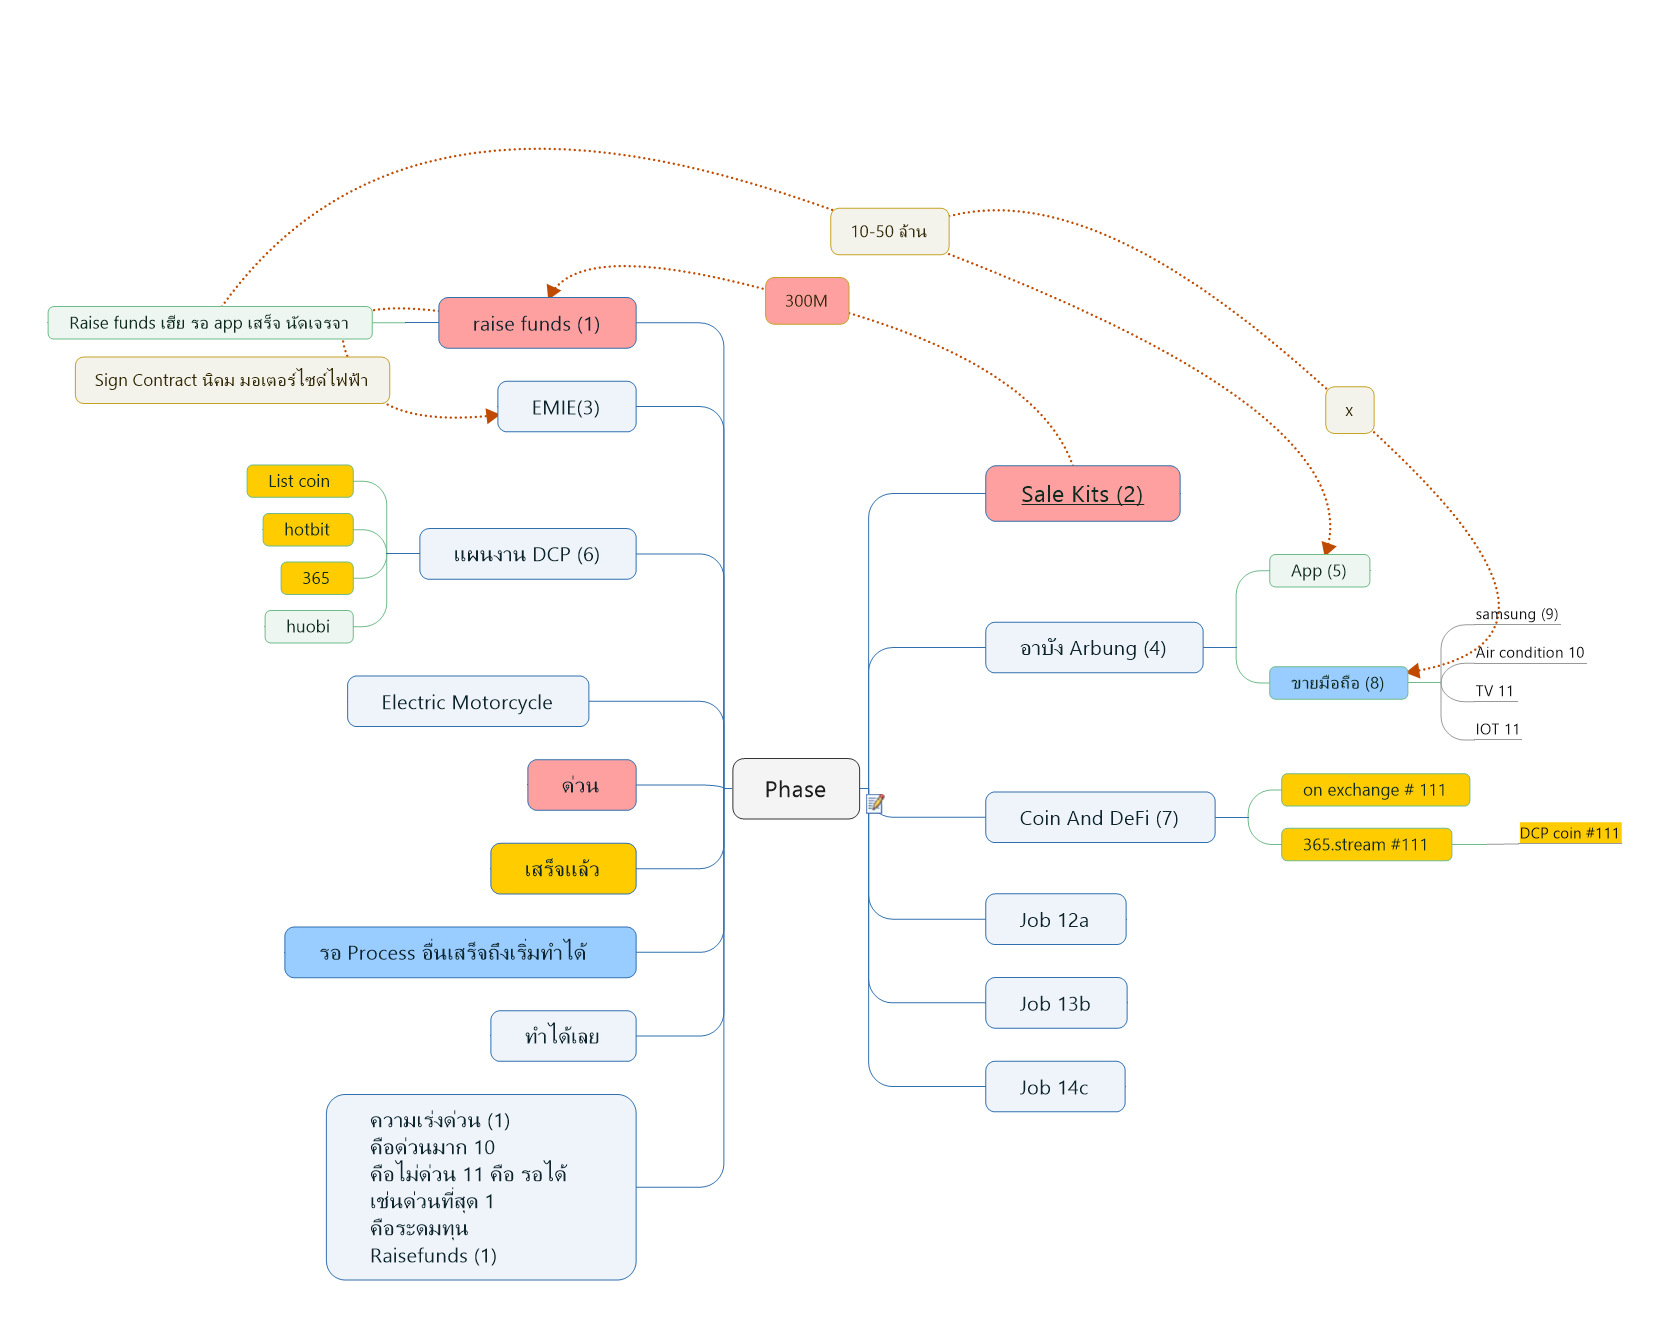 10-50 ล้าน
300M
Raise funds เฮีย รอ app เสร็จ นัดเจรจา
raise funds (1)
Sign Contract นิคม มอเตอร์ไซด์ไฟฟ้า
EMIE(3)
x
List coin
hotbit
365
huobi
แผนงาน DCP (6)
Electric Motorcycle
ด่วน
เสร็จแล้ว
รอ Process อื่นเสร็จถึงเริ่มทำได้
ทำได้เลย
ความเร่งด่วน (1)
คือด่วนมาก 10
คือไม่ด่วน 11 คือ รอได้
เช่นด่วนที่สุด 1
คือระดมทุน
Raisefunds (1)
Phase
Sale Kits (2)
อาบัง Arbung (4)
App (5)
ขายมือถือ (8)
samsung (9)
Air condition 10
TV 11
IOT 11
Coin And DeFi (7)
on exchange # 111
365.stream #111
DCP coin #111
Job 12a
Job 13b
Job 14c